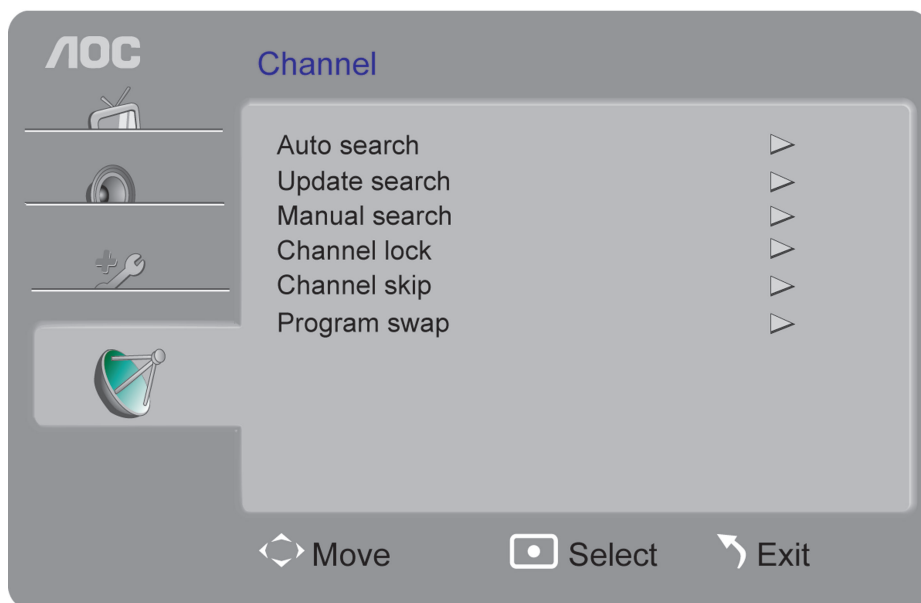 AOC
Channel
Auto search
Update search
Manual search
Channel lock
Channel skip
Program swap
Move Select Exit